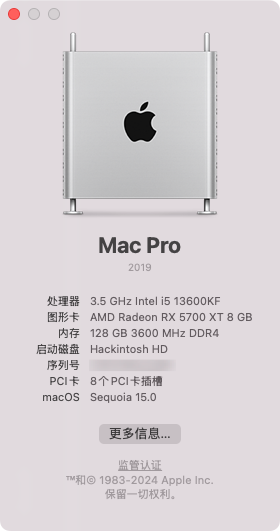 Mac Pro
2019
处理器 3.5 GHz Intel i5 13600KF
图形卡 AMD Radeon RX 5700 XT 8 GB
内存 128 GB 3600 MHz DDR4
启动磁盘 Hackintosh HD
序列号
PCI卡 8个PCI卡插槽
macOS Sequoia 15.0
更多信息...
监管认证
™和© 1983-2024 Apple Inc.
保留一切权利。